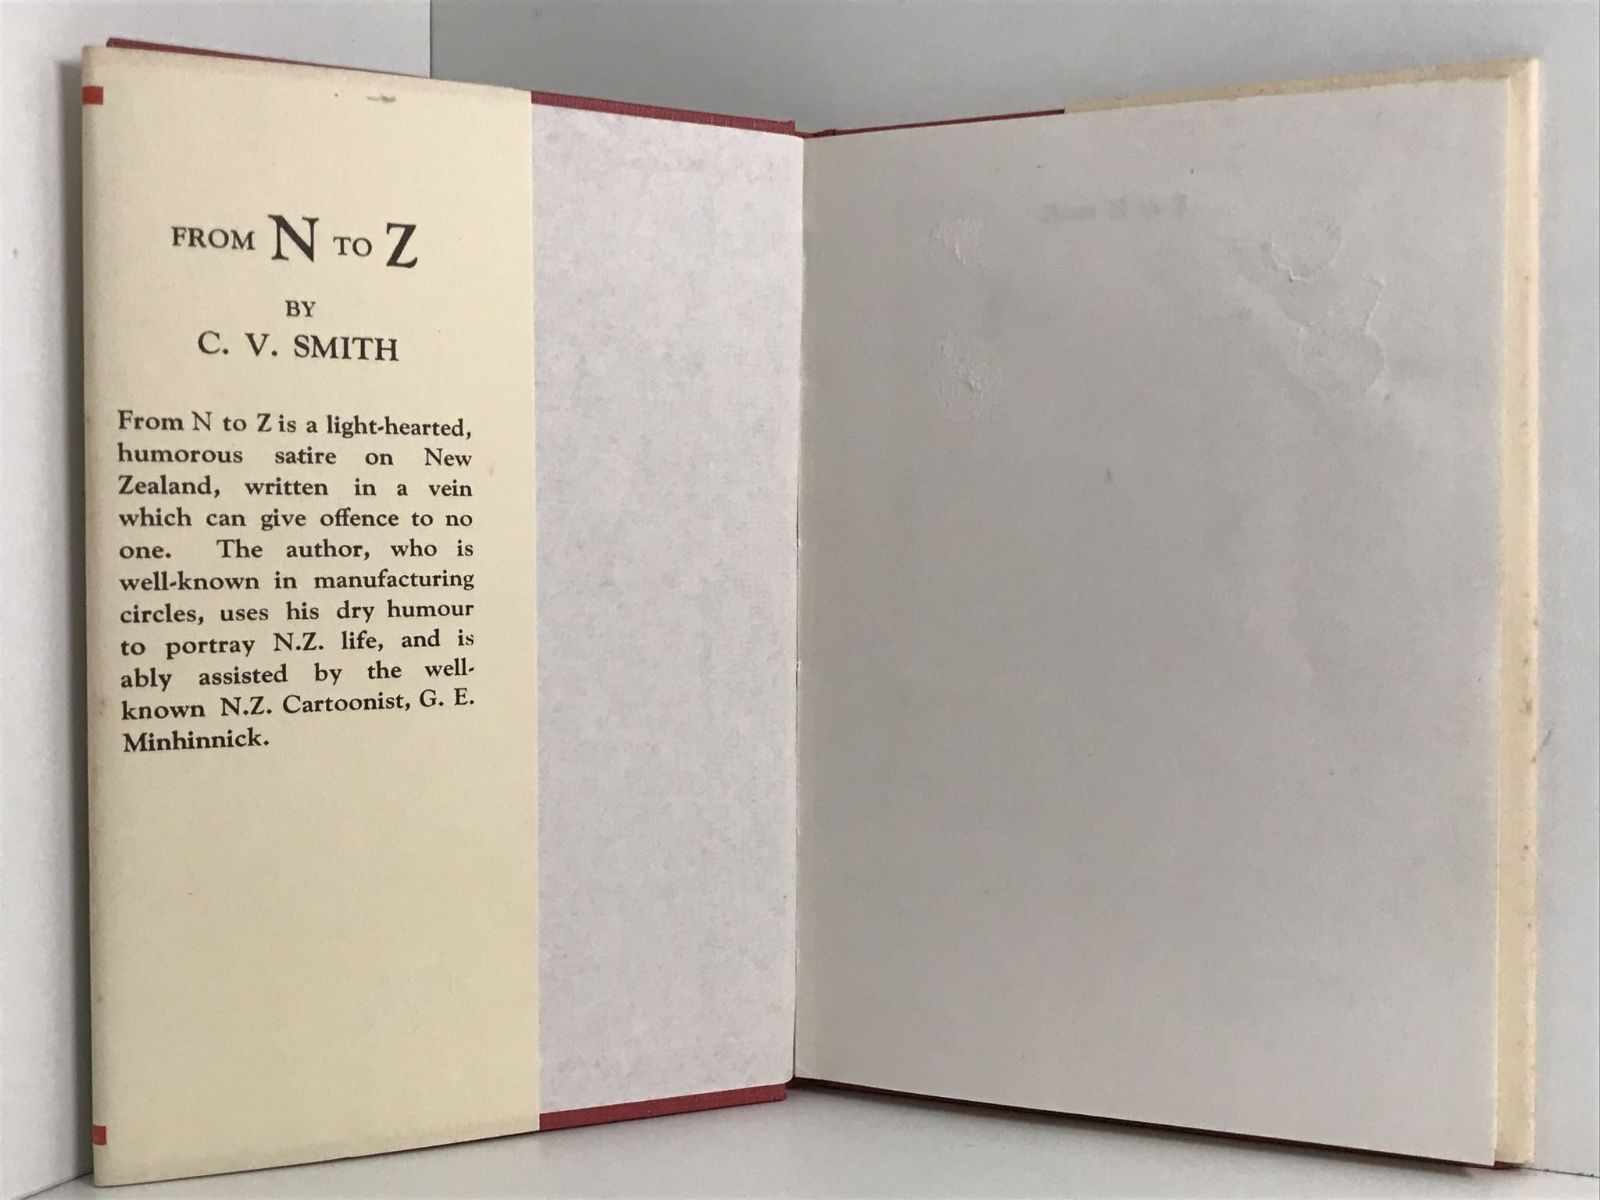 FROM N TO Z
BY
C. V. SMITH
From N to Z is a light-hearted,
humorous satire on New
Zealand, written in a vein
which can give offence to no
one. The author, who is
well-known in manufacturing
circles, uses his dry humour
to portray N.Z. life, and is
ably assisted by the well-
known N.Z. Cartoonist, G. E.
Minhinnick.